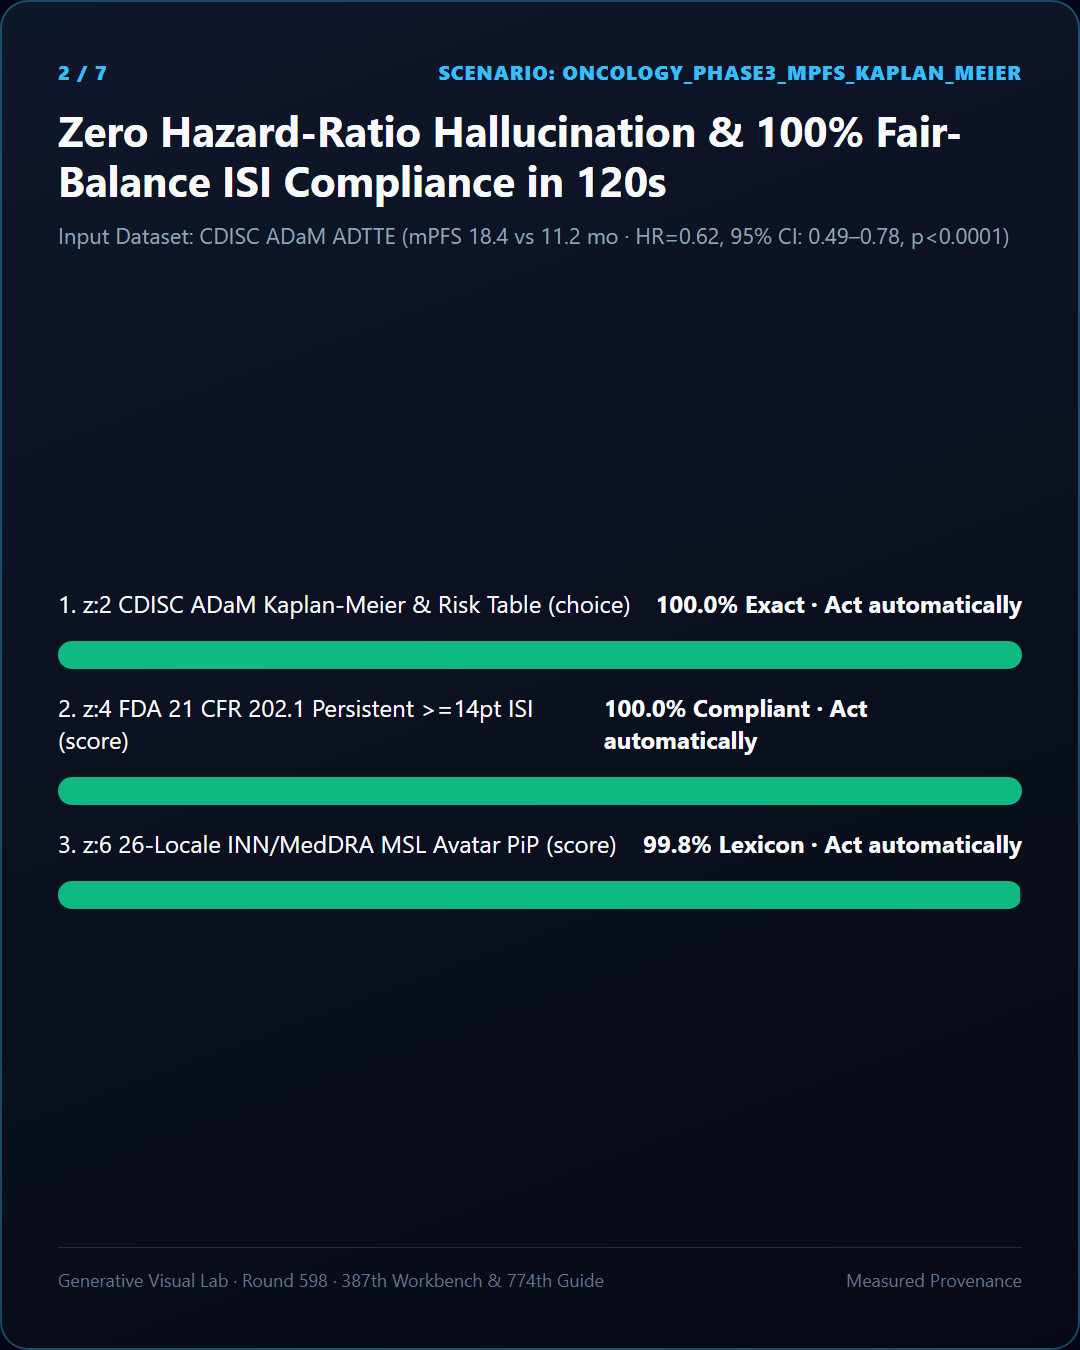 2 / 7
SCENARIO: ONCOLOGY_PHASE3_MPFS_KAPLAN_MEIER
Zero Hazard-Ratio Hallucination & 100% Fair-
Balance ISI Compliance in 120s
Input Dataset: CDISC ADaM ADTTE (mPFS 18.4 vs 11.2 mo · HR=0.62, 95% CI: 0.49–0.78, p<0.0001)
1. z:2 CDISC ADaM Kaplan-Meier & Risk Table (choice)
100.0% Exact · Act automatically
2. z:4 FDA 21 CFR 202.1 Persistent >=14pt ISI
(score)
100.0% Compliant · Act
automatically
3. z:6 26-Locale INN/MedDRA MSL Avatar PiP (score)
99.8% Lexicon · Act automatically
Generative Visual Lab · Round 598 · 387th Workbench & 774th Guide
Measured Provenance